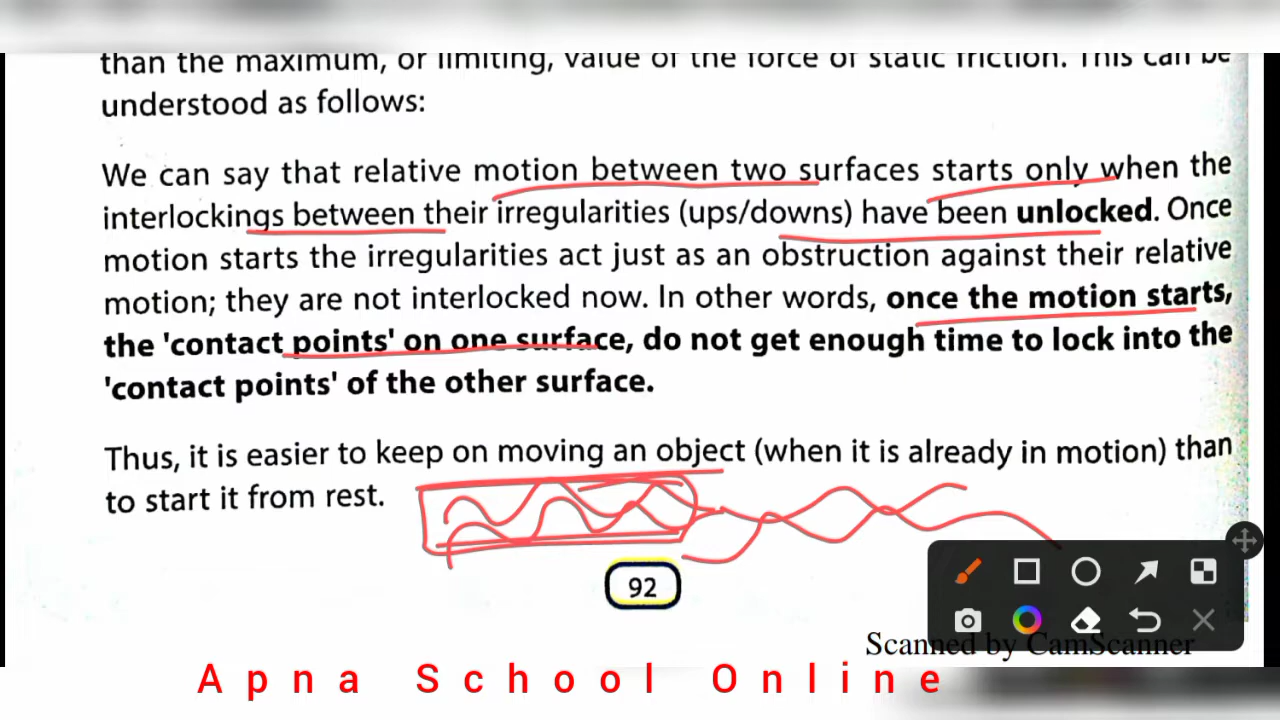 than the maximum, or limiting, value of the force of static friction. This can be
understood as follows:
We can say that relative motion between two surfaces starts only when the
interlockings between their irregularities (ups/downs) have been unlocked. Once
motion starts the irregularities act just as an obstruction against their relative
motion; they are not interlocked now. In other words, once the motion starts,
the 'contact points' on one surface, do not get enough time to lock into the
'contact points' of the other surface.
Thus, it is easier to keep on moving an object (when it is already in motion) than
to start it from rest.
92
Scanned by CamScanner
Apna School Online